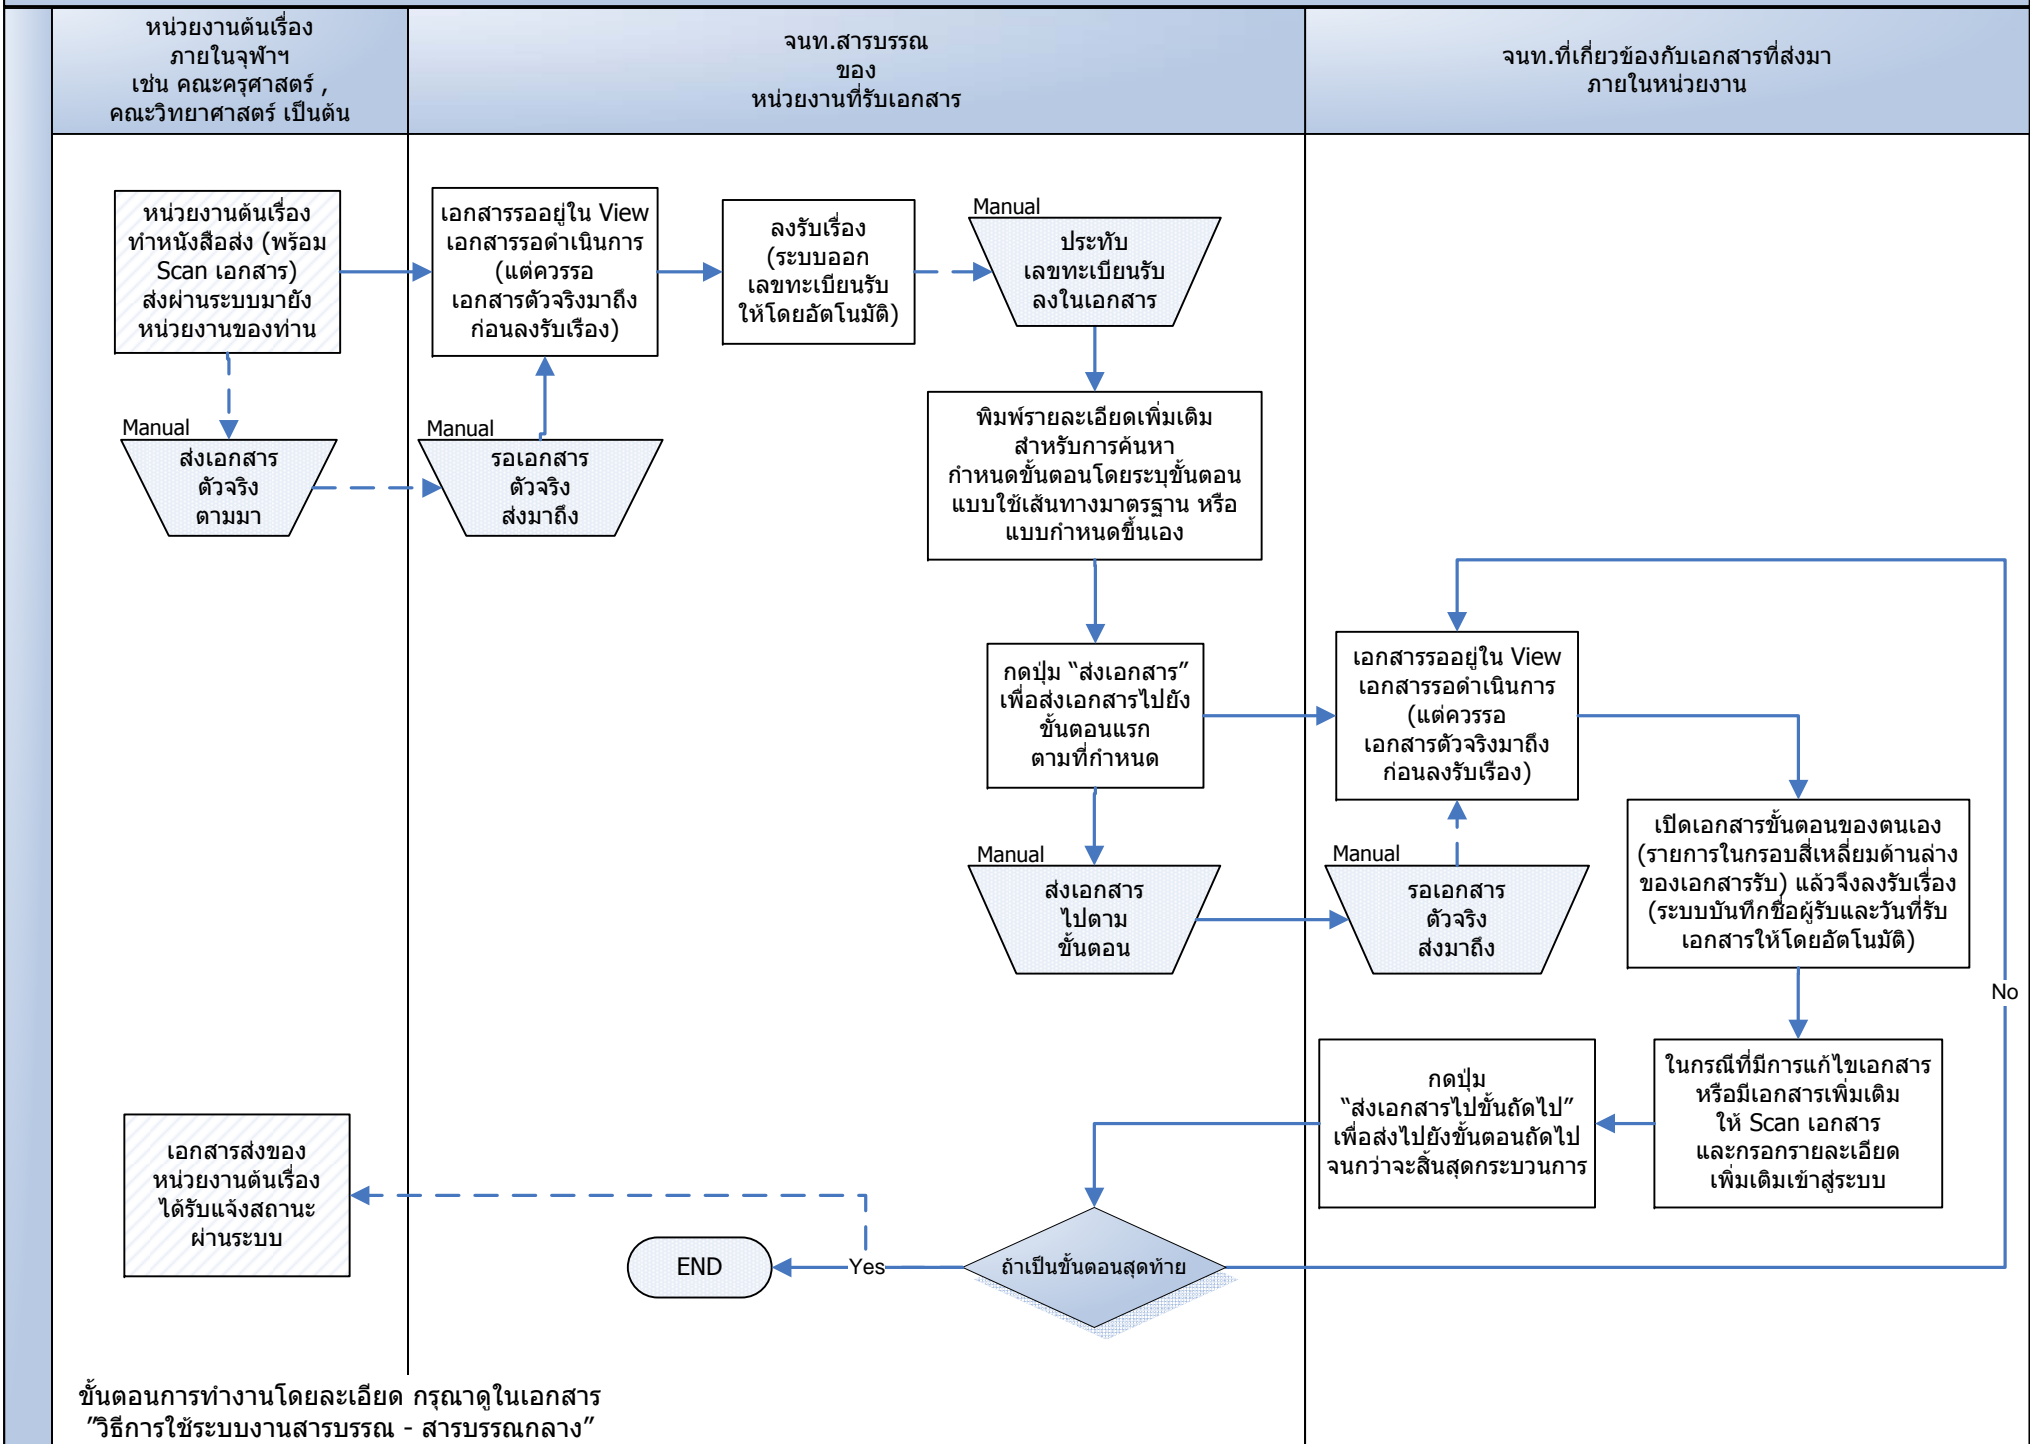 หน่วยงานต้นเรื่อง
ภายในจุฬาฯ
เช่น คณะครุศาสตร์ ,
คณะวิทยาศาสตร์ เป็นต้น
จนท.สารบรรณ
ของ
หน่วยงานที่รับเอกสาร
จนท.ที่เกี่ยวข้องกับเอกสารที่ส่งมา
ภายในหน่วยงาน
หน่วยงานต้นเรื่อง
ทำหนังสือส่ง (พร้อม
Scan เอกสาร)
ส่งผ่านระบบมายัง
หน่วยงานของท่าน
เอกสารรออยู่ใน View
เอกสารรอดำเนินการ
(แต่ควรรอ
เอกสารตัวจริงมาถึง
ก่อนลงรับเรื่อง)
ลงรับเรื่อง
(ระบบออก
เลขทะเบียนรับ
ให้โดยอัตโนมัติ)
Manual
ประทับ
เลขทะเบียนรับ
ลงในเอกสาร
Manual
ส่งเอกสาร
ตัวจริง
ตามมา
Manual
รอเอกสาร
ตัวจริง
ส่งมาถึง
พิมพ์รายละเอียดเพิ่มเติม
สำหรับการค้นหา
กำหนดขั้นตอนโดยระบุขั้นตอน
แบบใช้เส้นทางมาตรฐาน หรือ
แบบกำหนดขึ้นเอง
กดปุ่ม “ส่งเอกสาร”
เพื่อส่งเอกสารไปยัง
ขั้นตอนแรก
ตามที่กำหนด
เอกสารรออยู่ใน View
เอกสารรอดำเนินการ
(แต่ควรรอ
เอกสารตัวจริงมาถึง
ก่อนลงรับเรื่อง)
Manual
ส่งเอกสาร
ไปตาม
ขั้นตอน
Manual
รอเอกสาร
ตัวจริง
ส่งมาถึง
เปิดเอกสารขั้นตอนของตนเอง
(รายการในกรอบสี่เหลี่ยมด้านล่าง
ของเอกสารรับ) แล้วจึงลงรับเรื่อง
(ระบบบันทึกชื่อผู้รับและวันที่รับ
เอกสารให้โดยอัตโนมัติ)
No
กดปุ่ม
“ส่งเอกสารไปขั้นถัดไป”
เพื่อส่งไปยังขั้นตอนถัดไป
จนกว่าจะสิ้นสุดกระบวนการ
ในกรณีที่มีการแก้ไขเอกสาร
หรือมีเอกสารเพิ่มเติม
ให้ Scan เอกสาร
และกรอกรายละเอียด
เพิ่มเติมเข้าสู่ระบบ
เอกสารส่งของ
หน่วยงานต้นเรื่อง
ได้รับแจ้งสถานะ
ผ่านระบบ
END
Yes
ถ้าเป็นขั้นตอนสุดท้าย
ขั้นตอนการทำงานโดยละเอียด กรุณาดูในเอกสาร
”วิธีการใช้ระบบงานสารบรรณ - สารบรรณกลาง”